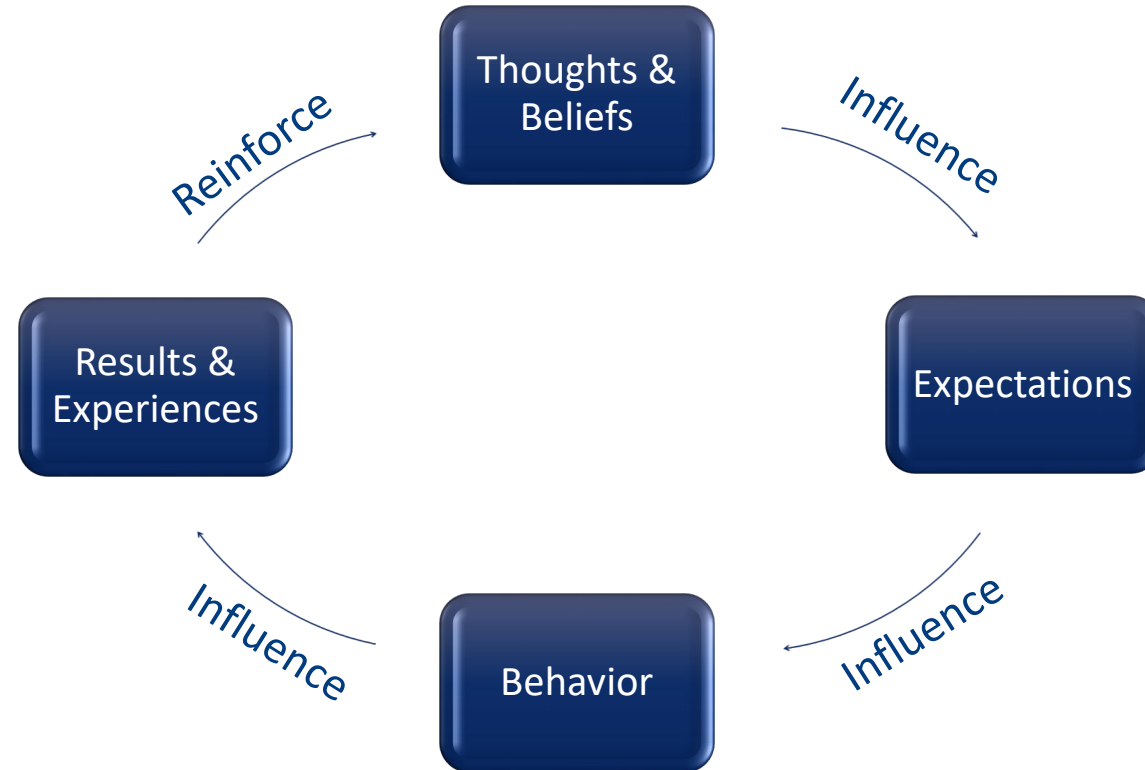 Thoughts &
Beliefs
Influence
Reinforce
Results &
Experiences
Expectations
Influence
Influence
Behavior